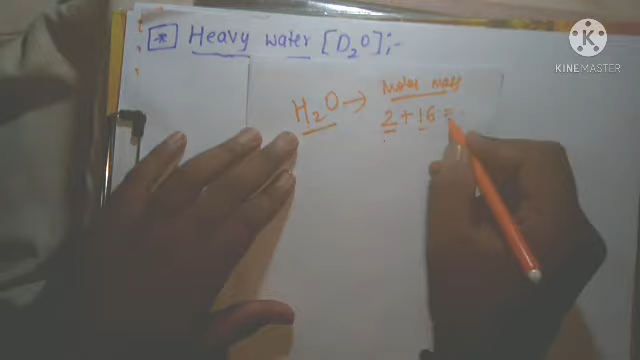 * Heavy water [D₂O];-
H₂O → Molar mass
2 + 16 =
KINEMASTER